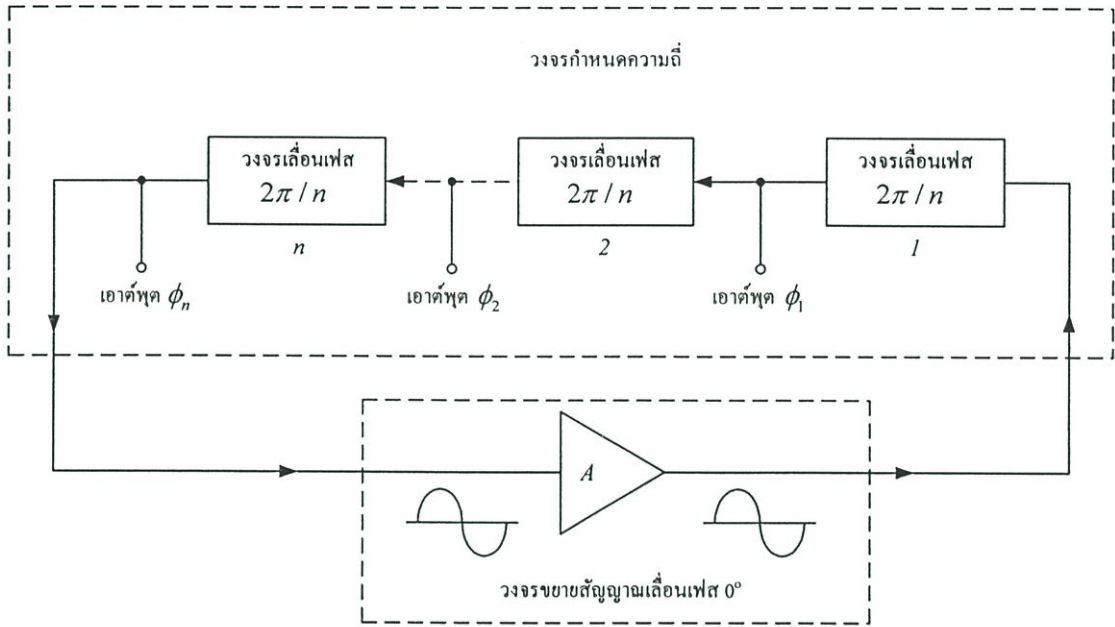 วงจรกำหนดความถี่
วงจรเลื่อนเฟส
2π / n
n
วงจรเลื่อนเฟส
2π / n
2
วงจรเลื่อนเฟส
2π / n
1
เอาต์พุต ϕn
เอาต์พุต ϕ2
เอาต์พุต ϕ1
A
วงจรขยายสัญญาณเลื่อนเฟส 0°